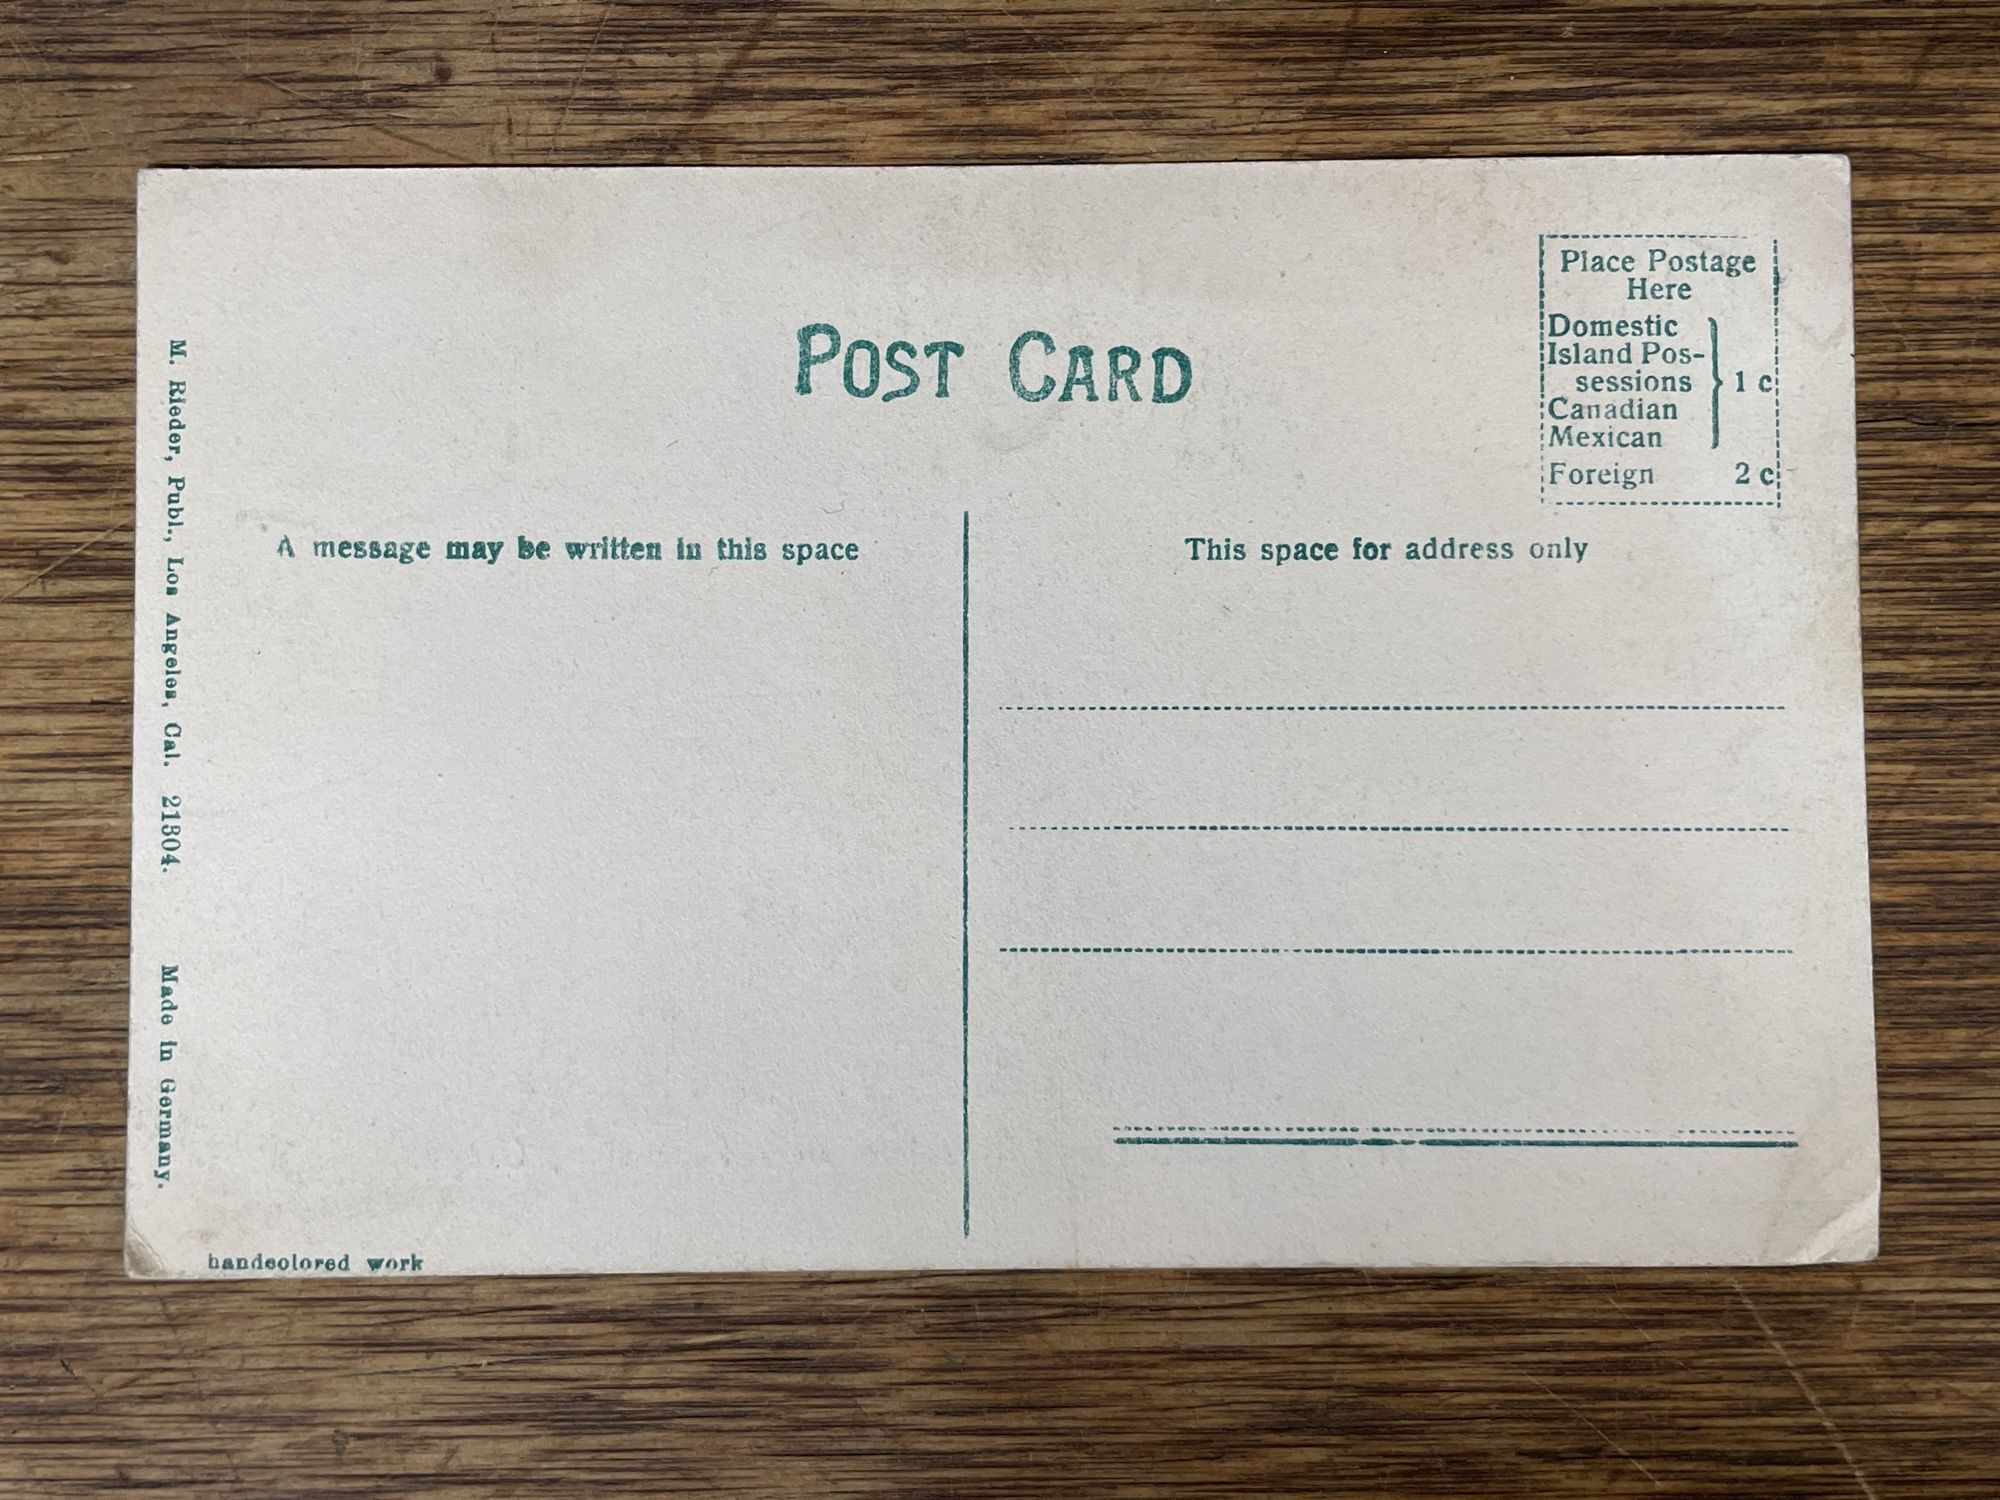 POST CARD
Place Postage
Here
Domestic
Island Pos-
sessions
Canadian
Mexican
1 c
Foreign 2 c
A message may be written in this space
This space for address only
M. Rieder, Publ., Los Angeles, Cal. 21304. Made in Germany.
handcolored work